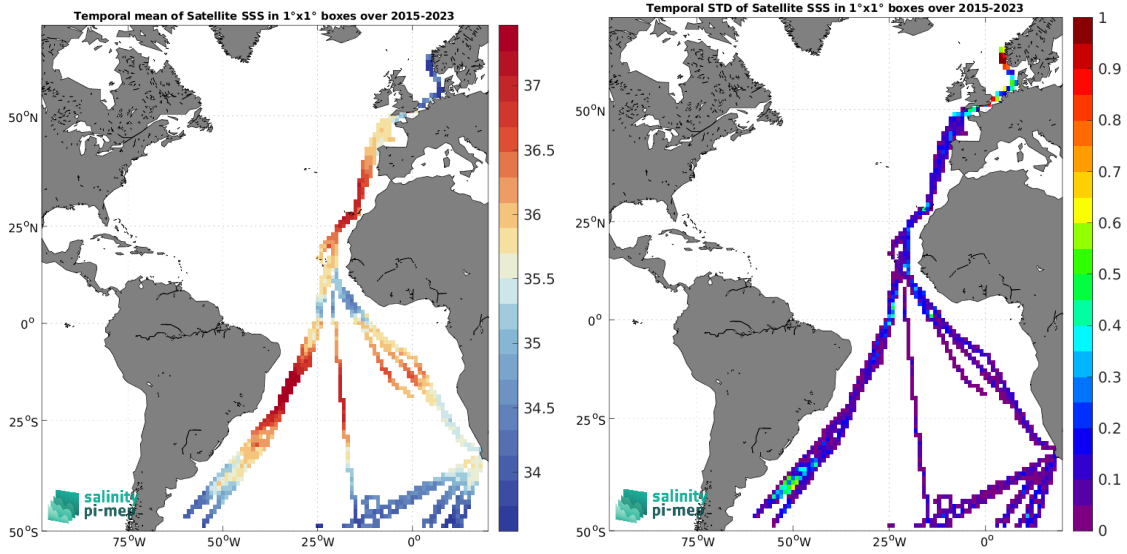 Temporal mean of Satellite SSS in 1°x1° boxes over 2015-2023
50°N
25°N
0°
25°S
50°S
75°W
50°W
25°W
0°
37
36.5
36
35.5
35
34.5
34
salinity
pi-mep
Temporal STD of Satellite SSS in 1°x1° boxes over 2015-2023
50°N
25°N
0°
25°S
50°S
75°W
50°W
25°W
0°
1
0.9
0.8
0.7
0.6
0.5
0.4
0.3
0.2
0.1
0
salinity
pi-mep